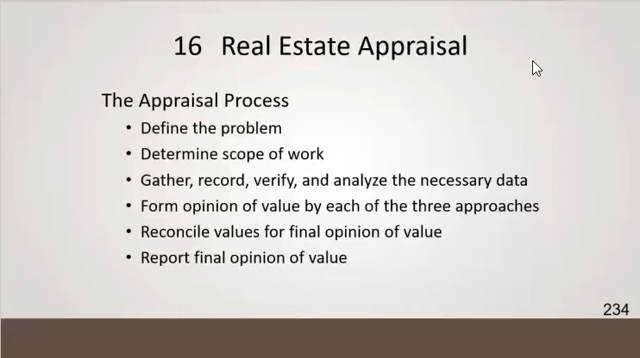 16 Real Estate Appraisal
The Appraisal Process
• Define the problem
• Determine scope of work
• Gather, record, verify, and analyze the necessary data
• Form opinion of value by each of the three approaches
• Reconcile values for final opinion of value
• Report final opinion of value
234